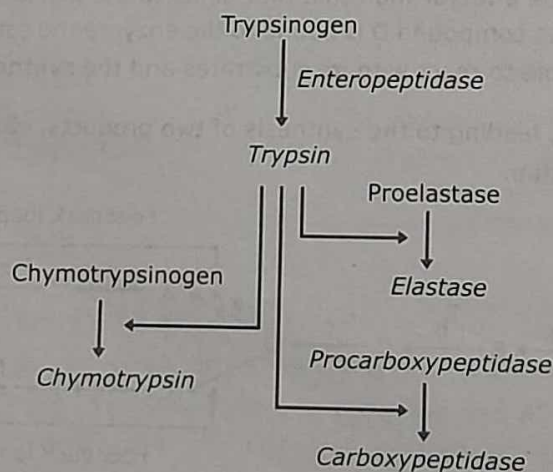 Trypsinogen
Enteropeptidase
Trypsin
Proelastase
Elastase
Chymotrypsinogen
Chymotrypsin
Procarboxypeptidase
Carboxypeptidase